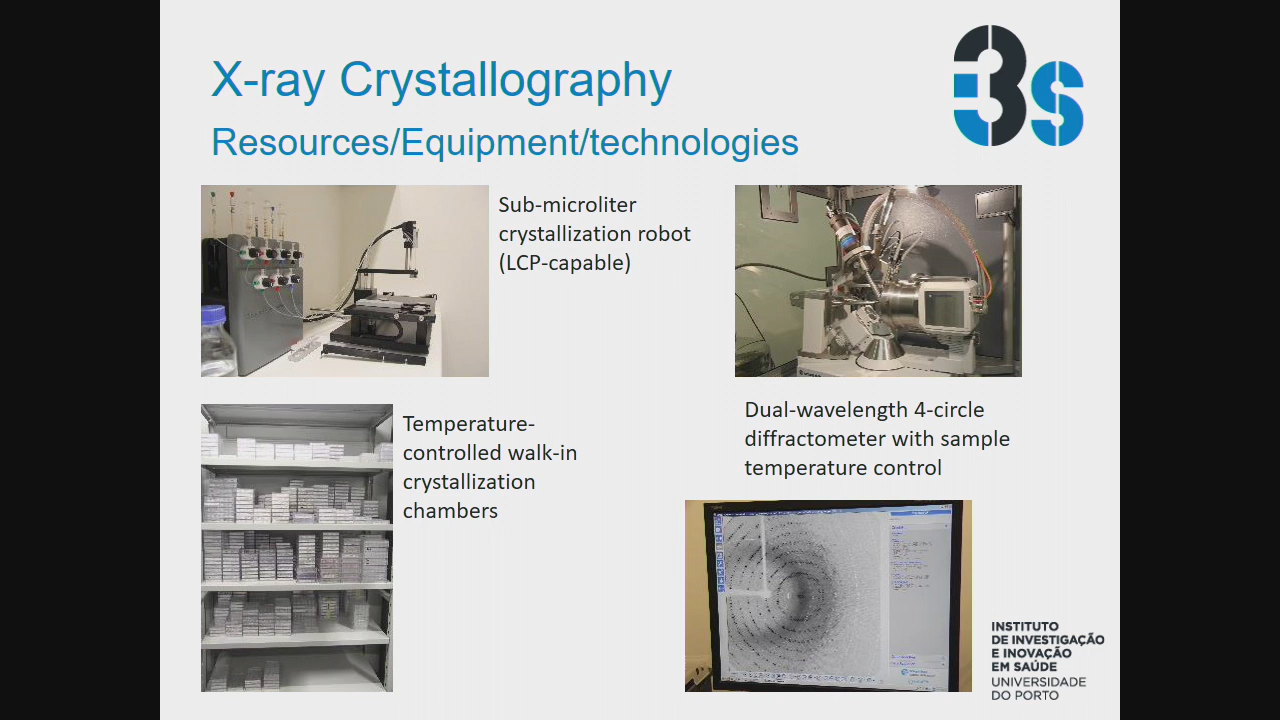 X-ray Crystallography
Resources/Equipment/technologies
3s
Sub-microliter
crystallization robot
(LCP-capable)
Temperature-
controlled walk-in
crystallization
chambers
Dual-wavelength 4-circle
diffractometer with sample
temperature control
INSTITUTO
DE INVESTIGAÇÃO
E INOVAÇÃO
EM SAÚDE
UNIVERSIDADE
DO PORTO